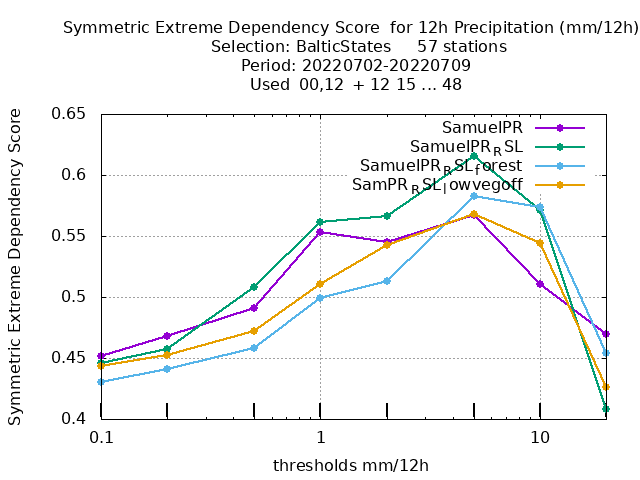 Symmetric Extreme Dependency Score  for 12h Precipitation (mm/12h)
Selection: BalticStates     57 stations
Period: 20220702-20220709
Used  00,12  + 12 15 ... 48
Symmetric Extreme Dependency Score
0.65
0.6
0.55
0.5
0.45
0.4
SamuelPR
SamuelPR_RSL
SamuelPR_RSL_forest
SamPR_RSL_lowvegoff
0.1
1
10
thresholds mm/12h